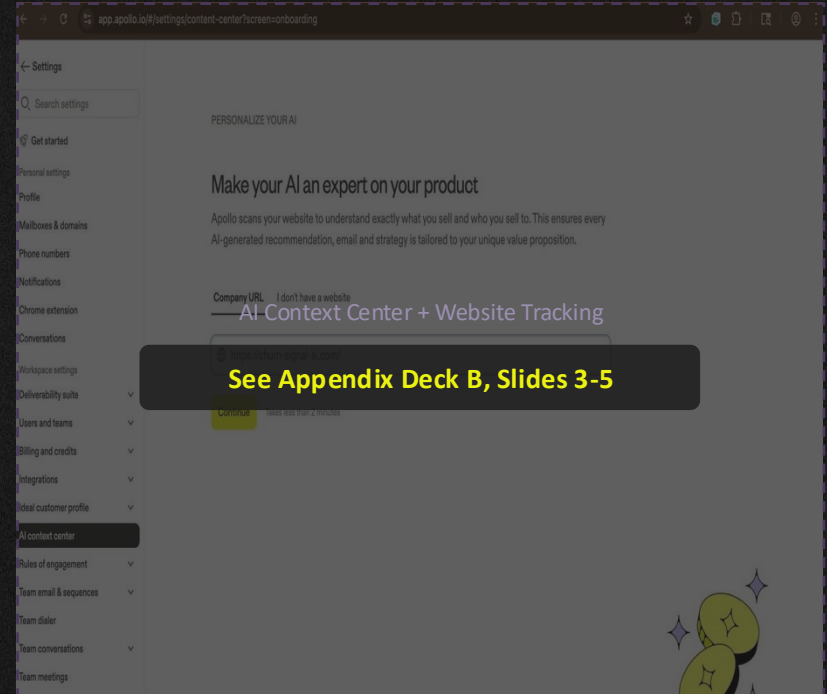 app.apollo.io/#/settings/content-center?screen=onboarding
Settings
Search settings
Get started
Personal settings
Profile
Mailboxes & domains
Phone numbers
Notifications
Chrome extension
Conversations
Workspace settings
Deliverability suite
Users and teams
Billing and credits
Integrations
Ideal customer profile
AI context center
Rules of engagement
Team email & sequences
Team dialer
Team conversations
Team meetings
PERSONALIZE YOUR AI
Make your AI an expert on your product
Apollo scans your website to understand exactly what you sell and who you sell to. This ensures every
AI-generated recommendation, email and strategy is tailored to your unique value proposition.
Company URL I don't have a website
AI Context Center + Website Tracking
See Appendix Deck B, Slides 3-5
Continue Takes less than 2 minutes